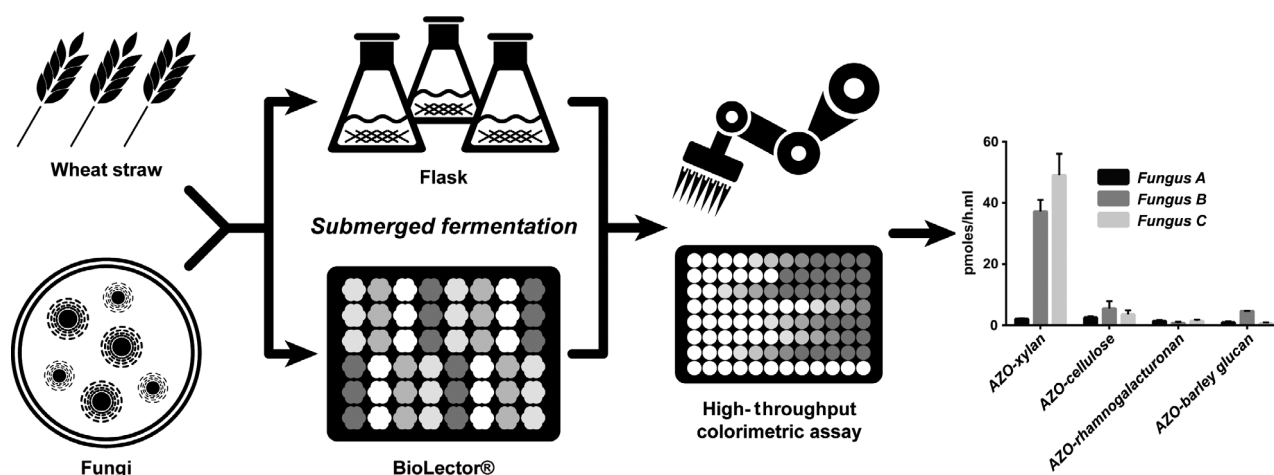 Wheat straw
Fungi
Flask
Submerged fermentation
BioLector®
High-throughput
colorimetric assay
pmoles/h.ml
60
40
20
0
Fungus A
Fungus B
Fungus C
AZO-xylan
AZO-cellulose
AZO-rhamnogalacturonan
AZO-barley glucan